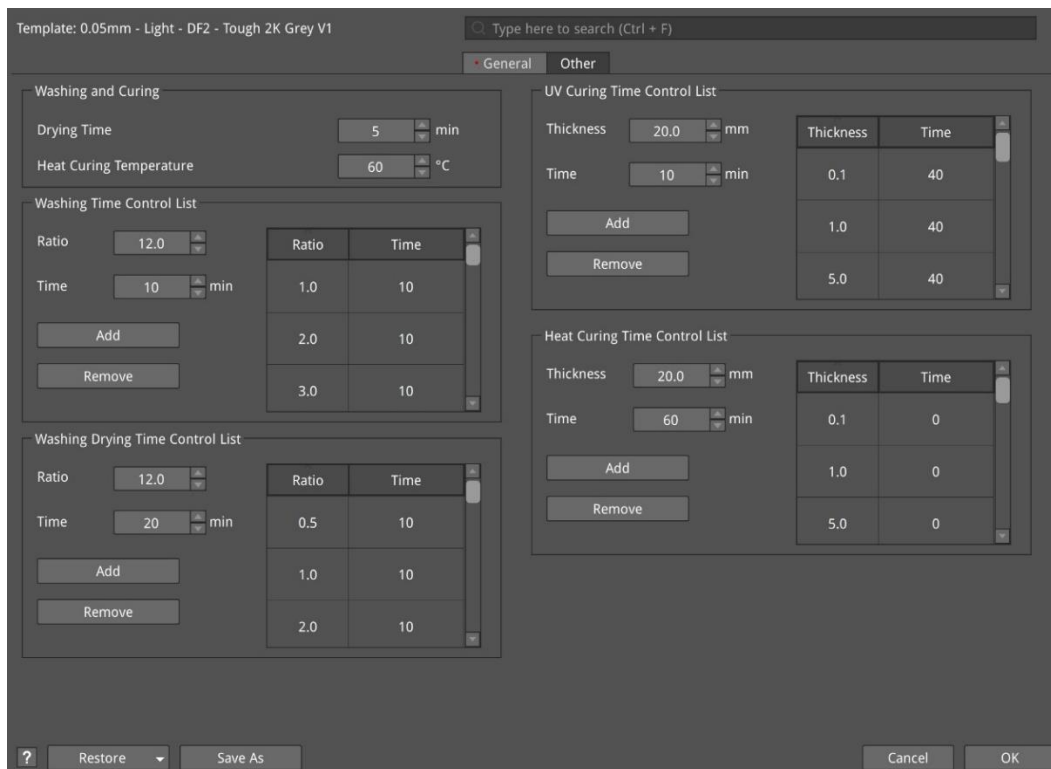 Template: 0.05mm - Light - DF2 - Tough 2K Grey V1
Type here to search (Ctrl + F)
General Other
Washing and Curing
Drying Time 5 min
Heat Curing Temperature 60 °C
Washing Time Control List
Ratio 12.0
Time 10 min
Add
Remove
Ratio Time
1.0 10
2.0 10
3.0 10
Washing Drying Time Control List
Ratio 12.0
Time 20 min
Add
Remove
Ratio Time
0.5 10
1.0 10
2.0 10
UV Curing Time Control List
Thickness 20.0 mm
Time 10 min
Add
Remove
Thickness Time
0.1 40
1.0 40
5.0 40
Heat Curing Time Control List
Thickness 20.0 mm
Time 60 min
Add
Remove
Thickness Time
0.1 0
1.0 0
5.0 0
? Restore Save As Cancel OK